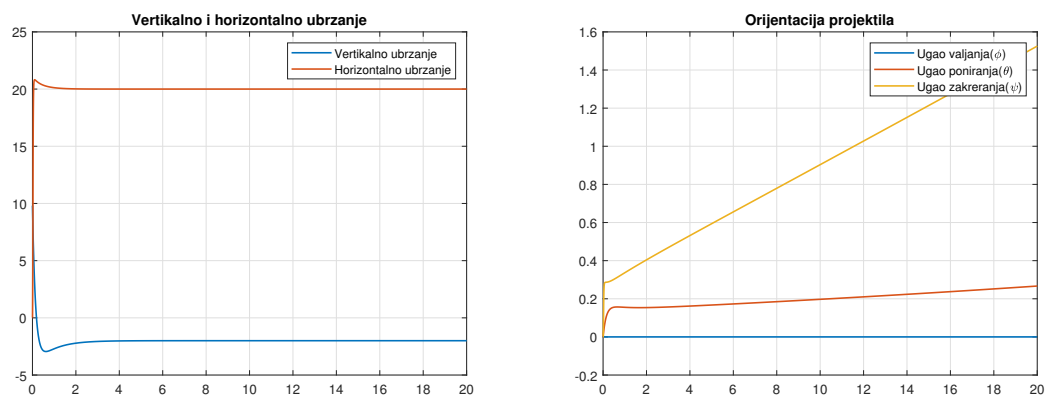 Vertikalno i horizontalno ubrzanje
25
20
15
10
5
0
-5
0 2 4 6 8 10 12 14 16 18 20
Vertikalno ubrzanje
Horizontalno ubrzanje
Orijentacija projektila
1.6
1.4
1.2
1
0.8
0.6
0.4
0.2
0
-0.2
0 2 4 6 8 10 12 14 16 18 20
Ugao valjanja(ϕ)
Ugao poniranja(θ)
Ugao zakreranja(ψ)